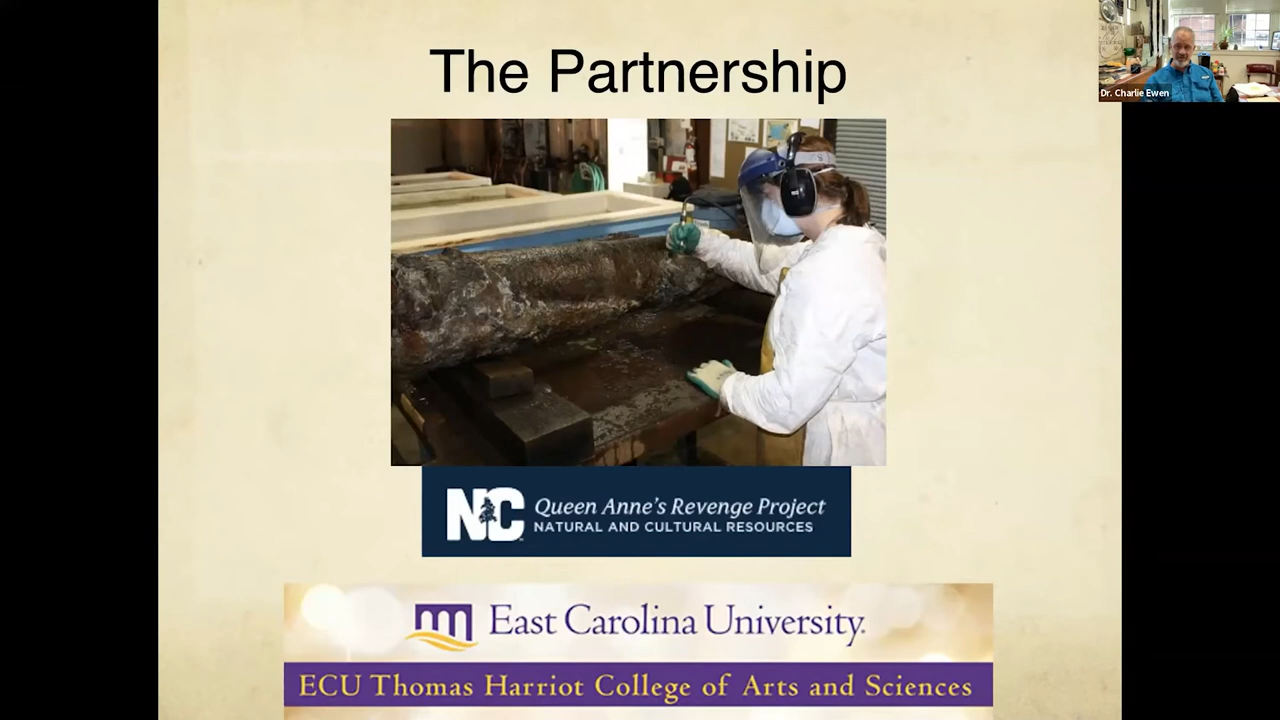 The Partnership
Dr. Charlie Ewen
NC Queen Anne's Revenge Project
NATURAL AND CULTURAL RESOURCES
East Carolina University.
ECU THOMAS HARRIOT COLLEGE OF ARTS AND SCIENCES